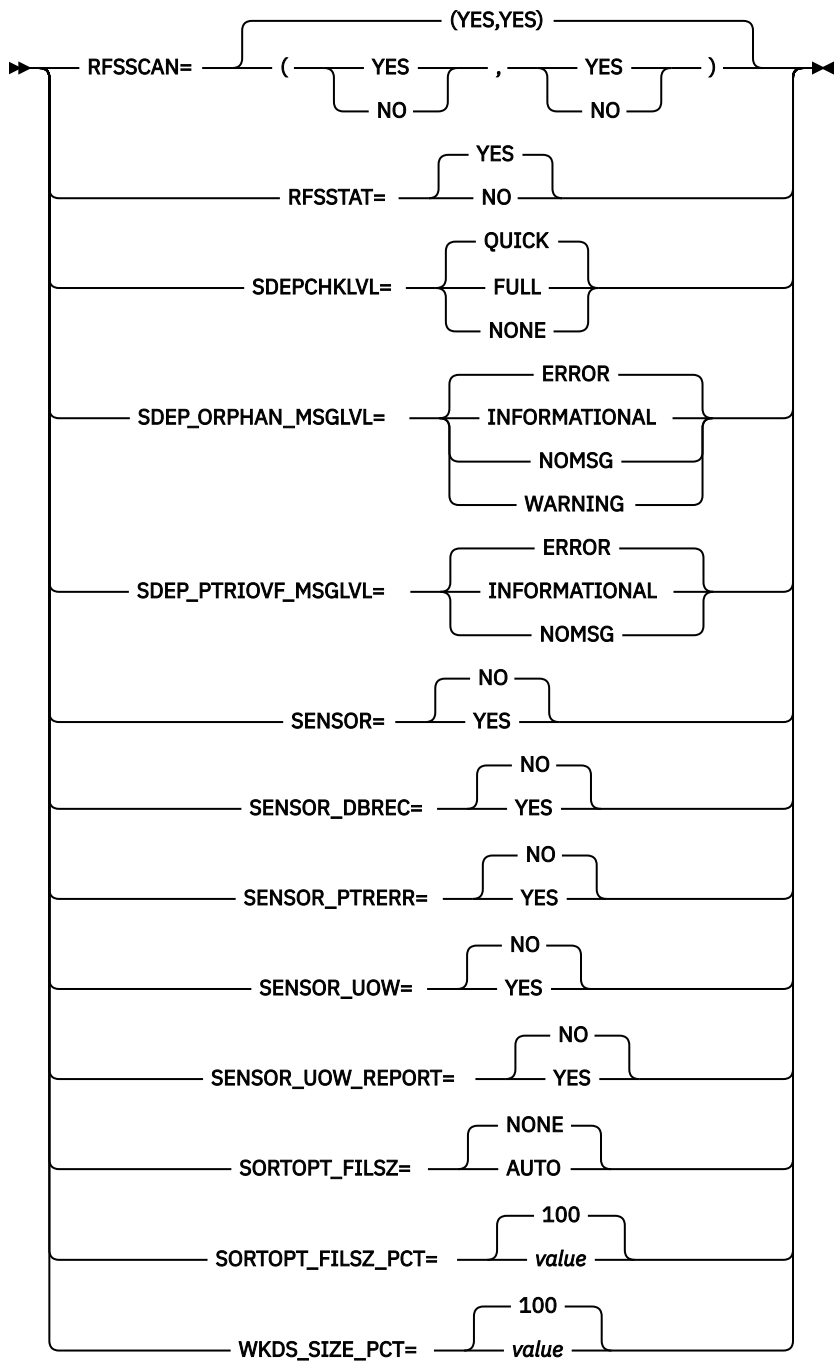 (YES,YES)
RFSSCAN= ( YES , YES )
NO NO
YES
RFSSTAT= NO
QUICK
SDEPCHKLVL= FULL
NONE
ERROR
SDEP_ORPHAN_MSGLVL= INFORMATIONAL
NOMSG
WARNING
ERROR
SDEP_PTRIOVF_MSGLVL= INFORMATIONAL
NOMSG
NO
SENSOR= YES
NO
SENSOR_DBREC= YES
NO
SENSOR_PTRERR= YES
NO
SENSOR_UOW= YES
NO
SENSOR_UOW_REPORT= YES
NONE
SORTOPT_FILSZ= AUTO
100
SORTOPT_FILSZ_PCT= value
100
WKDS_SIZE_PCT= value